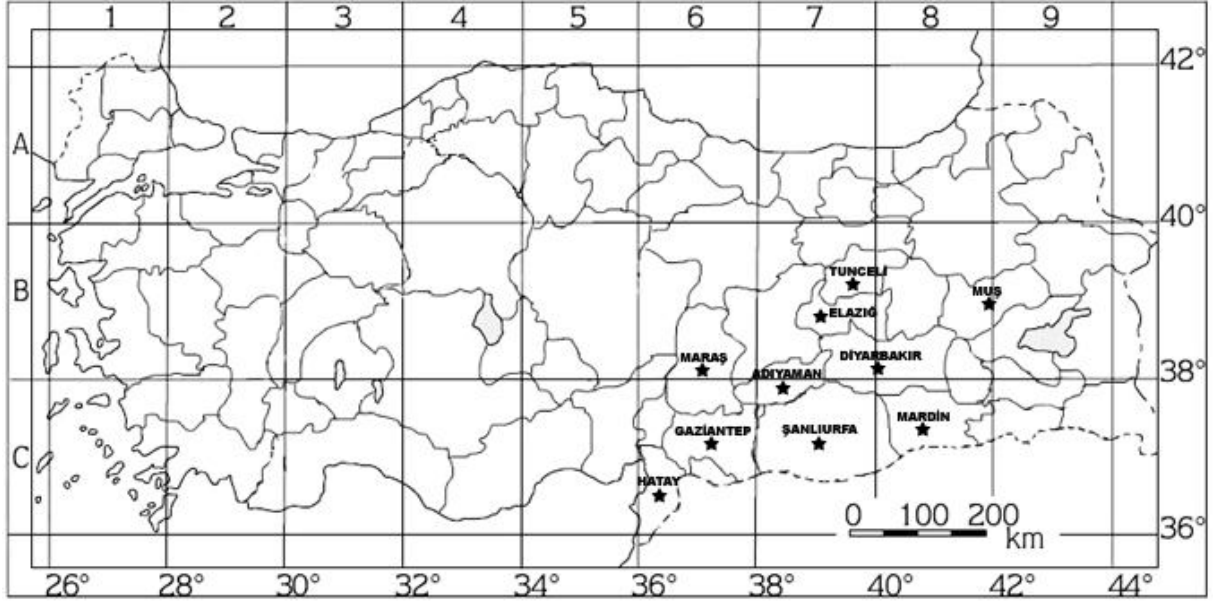 1 2 3 4 5 6 7 8 9
42°
A
40°
TUNCELİ
B
MUŞ
ELAZIĞ
DİYARBAKIR
MARAŞ
ADIYAMAN
38°
MARDİN
GAZİANTEP
ŞANLIURFA
C
HATAY
0 100 200
km
36°
26° 28° 30° 32° 34° 36° 38° 40° 42° 44°